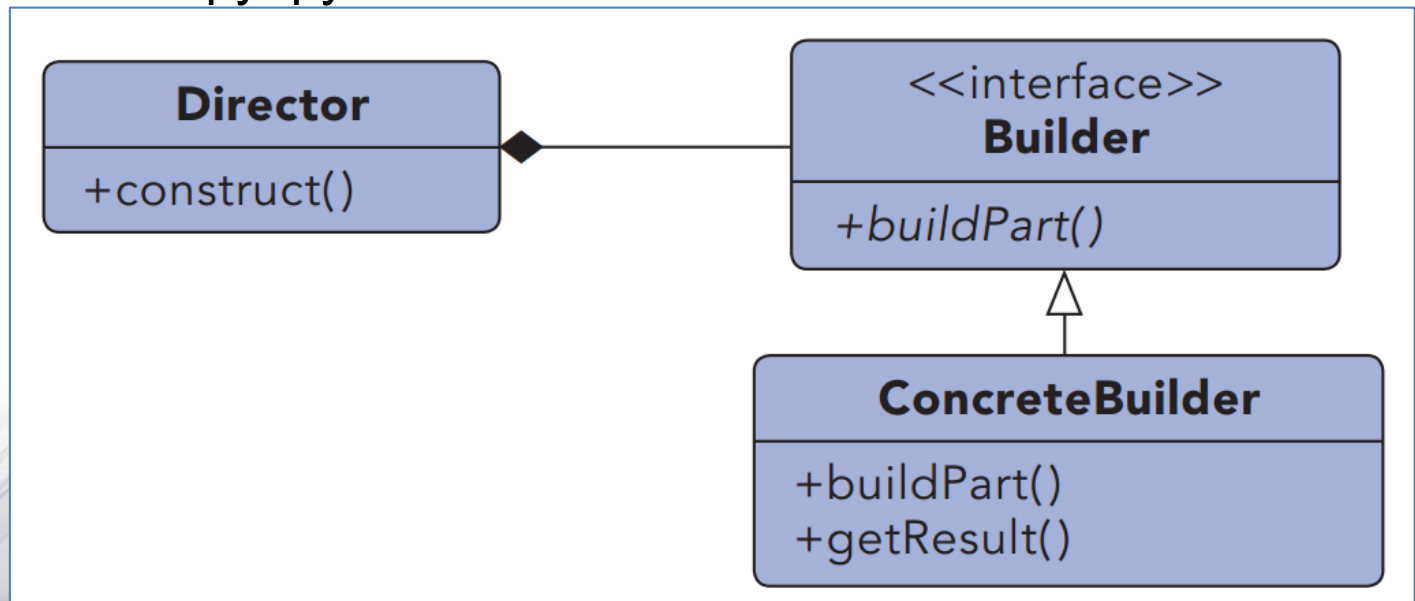 Director
+construct()
<<interface>>
Builder
+buildPart()
ConcreteBuilder
+buildPart()
+getResult()